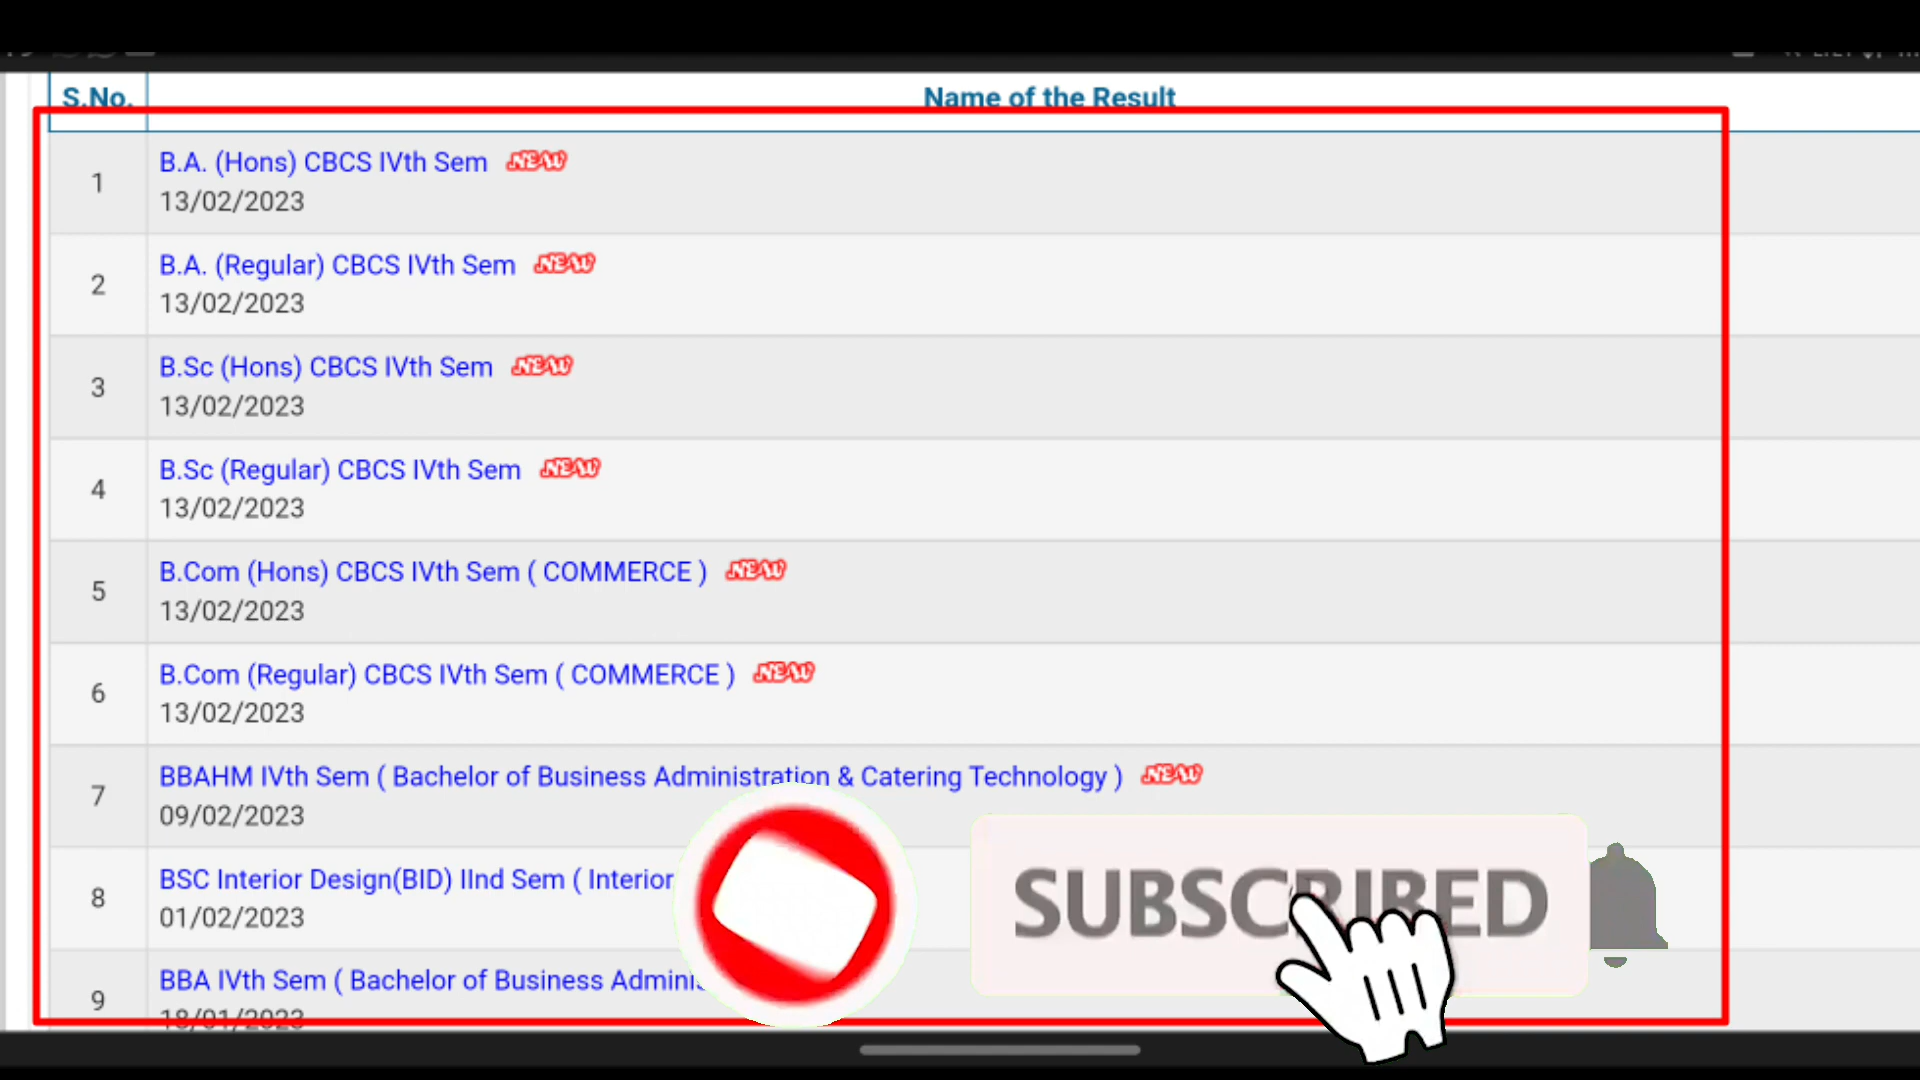 S.No. Name of the Result
1 B.A. (Hons) CBCS IVth Sem NEW
13/02/2023
2 B.A. (Regular) CBCS IVth Sem NEW
13/02/2023
3 B.Sc (Hons) CBCS IVth Sem NEW
13/02/2023
4 B.Sc (Regular) CBCS IVth Sem NEW
13/02/2023
5 B.Com (Hons) CBCS IVth Sem ( COMMERCE ) NEW
13/02/2023
6 B.Com (Regular) CBCS IVth Sem ( COMMERCE ) NEW
13/02/2023
7 BBAHM IVth Sem ( Bachelor of Business Administration & Catering Technology ) NEW
09/02/2023
8 BSC Interior Design(BID) IInd Sem ( Interior
01/02/2023
9 BBA IVth Sem ( Bachelor of Business
18/01/2023
SUBSCRIBED